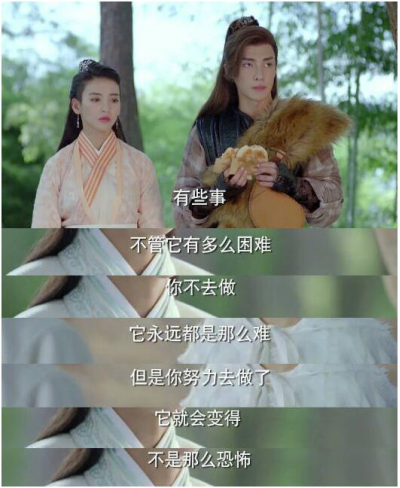 有些事
不管它有多么困难
你不去做
它永远都是那么难
但是你努力去做了
它就会变得
不是那么恐怖